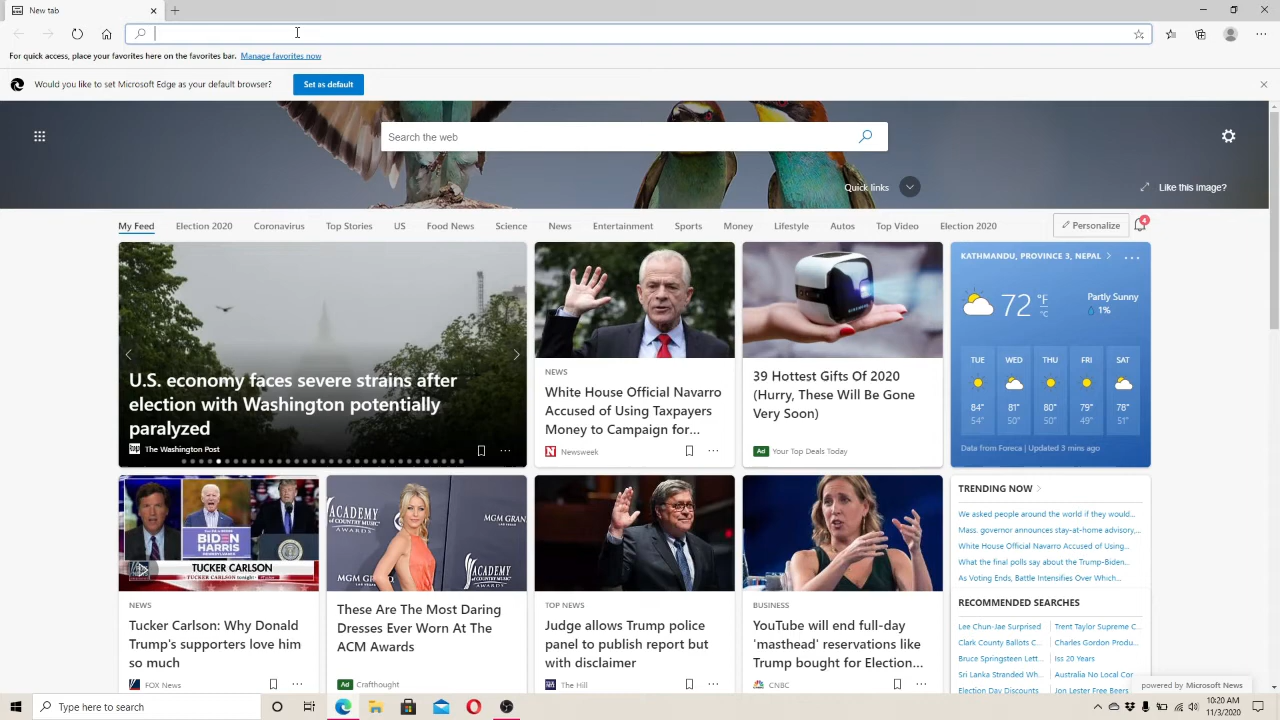 New tab
For quick access, place your favorites here on the favorites bar. Manage favorites now
Would you like to set Microsoft Edge as your default browser? Set as default
Search the web
Quick links
Like this image?
My Feed Election 2020 Coronavirus Top Stories US Food News Science News Entertainment Sports Money Lifestyle Autos Top Video Election 2020
Personalize
4
U.S. economy faces severe strains after
election with Washington potentially
paralyzed
The Washington Post
NEWS
White House Official Navarro
Accused of Using Taxpayers
Money to Campaign for...
Newsweek
39 Hottest Gifts Of 2020
(Hurry, These Will Be Gone
Very Soon)
Ad Your Top Deals Today
KATHMANDU, PROVINCE 3, NEPAL
72 °F
°C
Partly Sunny
1%
TUE WED THU FRI SAT
84° 81° 80° 79° 78°
54° 50° 50° 49° 51°
Data from Foreca | Updated 3 mins ago
BIDEN
HARRIS
TUCKER CARLSON
NEWS
Tucker Carlson: Why Donald
Trump's supporters love him
so much
FOX News
ACADEMY
OF COUNTRY MUSIC
AWARDS
MGM GRAN
MGM GRAND
ACADEMY
These Are The Most Daring
Dresses Ever Worn At The
ACM Awards
Ad Crafthought
TOP NEWS
Judge allows Trump police
panel to publish report but
with disclaimer
The Hill
BUSINESS
YouTube will end full-day
'masthead' reservations like
Trump bought for Election...
CNBC
TRENDING NOW
We asked people around the world if they would...
Mass. governor announces stay-at-home advisory,...
White House Official Navarro Accused of Using...
What the final polls say about the Trump-Biden...
As Voting Ends, Battle Intensifies Over Which...
RECOMMENDED SEARCHES
Lee Chun-Jae Surprised Trent Taylor Supreme C...
Clark County Ballots C... Charles Gordon Produ...
Bruce Springsteen Lett... Iss 20 Years
Sri Lanka Stranded Wh... Australia No Local Cor...
Election Day Discounts Jon Lester Free Beers
powered by Microsoft News
Type here to search
10:20 AM
11/3/2020